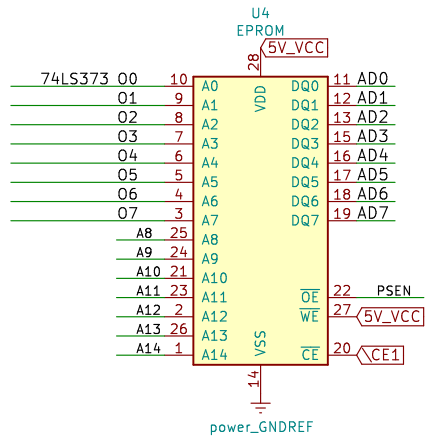 U4
EPROM
5V_VCC
28
VDD
74LS373 O0 10 A0 DQ0 11 AD0
O1 9 A1 DQ1 12 AD1
O2 8 A2 DQ2 13 AD2
O3 7 A3 DQ3 15 AD3
O4 6 A4 DQ4 16 AD4
O5 5 A5 DQ5 17 AD5
O6 4 A6 DQ6 18 AD6
O7 3 A7 DQ7 19 AD7
A8 25 A8
A9 24 A9
A10 21 A10
A11 23 A11 OE 22 PSEN
A12 2 A12 WE 27 5V_VCC
A13 26 A13
A14 1 A14 CE 20 \CE1
VSS
14
power_GNDREF